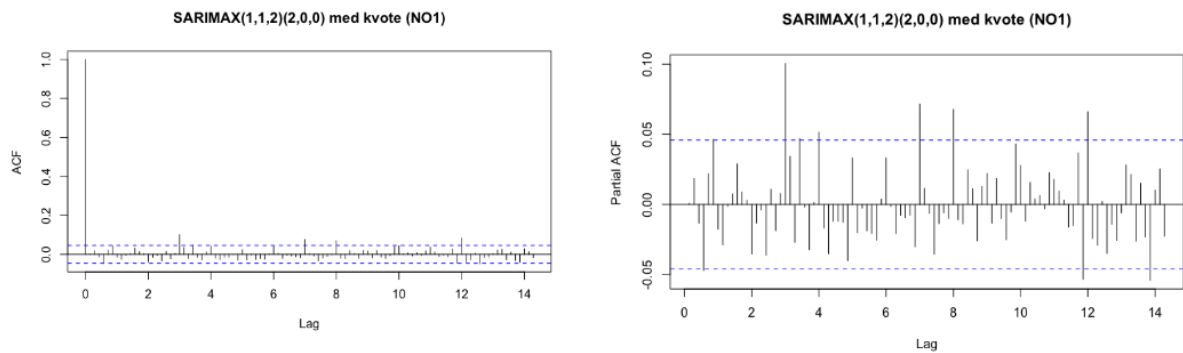 SARIMAX(1,1,2)(2,0,0) med kvote (NO1)
ACF
1.0
0.8
0.6
0.4
0.2
0.0
0 2 4 6 8 10 12 14
Lag
SARIMAX(1,1,2)(2,0,0) med kvote (NO1)
Partial ACF
0.10
0.05
0.00
-0.05
0 2 4 6 8 10 12 14
Lag